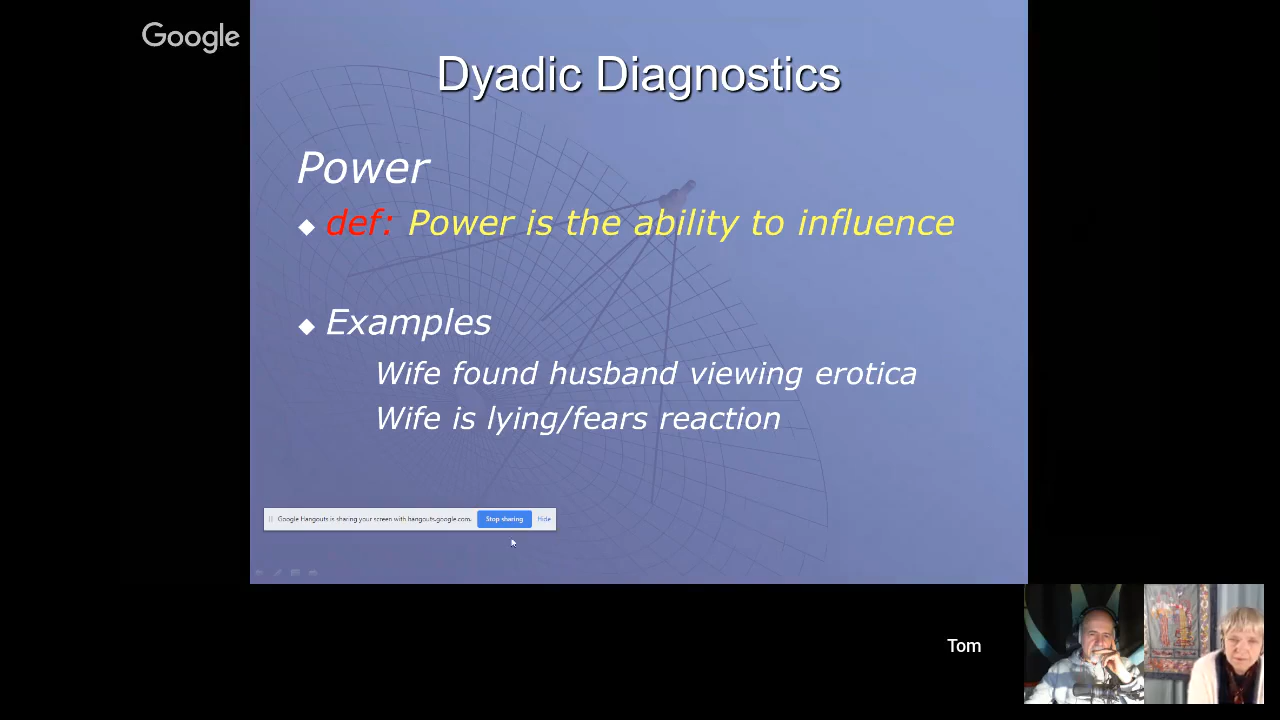 Google
Dyadic Diagnostics
Power
def: Power is the ability to influence
Examples
Wife found husband viewing erotica
Wife is lying/fears reaction
Google Hangouts is sharing your screen with hangouts.google.com. Stop sharing Hide
Tom